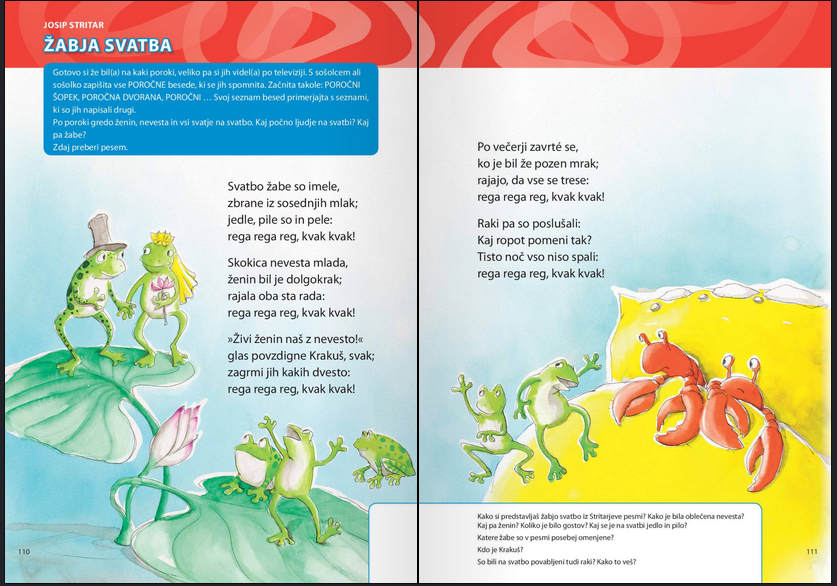 JOSIP STRITAR
ŽABJA SVATBA
Gotovo si že bil(a) na kaki poroki, veliko pa si jih videl(a) po televiziji. S sošolcem ali
sošolko zapišita vse POROČNE besede, ki se jih spomnita. Začnita takole: POROČNI
ŠOPEK, POROČNA DVORANA, POROČNI … Svoj seznam besed primerjajta s seznami,
ki so jih napisali drugi.
Po poroki gredo ženin, nevesta in vsi svatje na svatbo. Kaj počno ljudje na svatbi? Kaj
pa žabe?
Zdaj preberi pesem.
Svatbo žabe so imele,
zbrane iz sosednjih mlak;
jedle, pile so in pele:
rega rega reg, kvak kvak!
Skokica nevesta mlada,
ženin bil je dolgokrak;
rajala oba sta rada:
rega rega reg, kvak kvak!
»Živi ženin naš z nevesto!«
glas povzdigne Krakuš, svak;
zagrmi jih kakih dvesto:
rega rega reg, kvak kvak!
110
Po večerji zavrté se,
ko je bil že pozen mrak;
rajajo, da vse se trese:
rega rega reg, kvak kvak!
Raki pa so poslušali:
Kaj ropot pomeni tak?
Tisto noč vso niso spali:
rega rega reg, kvak kvak!
Kako si predstavljaš žabjo svatbo iz Stritarjeve pesmi? Kako je bila oblečena nevesta?
Kaj pa ženin? Koliko je bilo gostov? Kaj se je na svatbi jedlo in pilo?
Katere žabe so v pesmi posebej omenjene?
Kdo je Krakuš?
So bili na svatbo povabljeni tudi raki? Kako to veš?
111